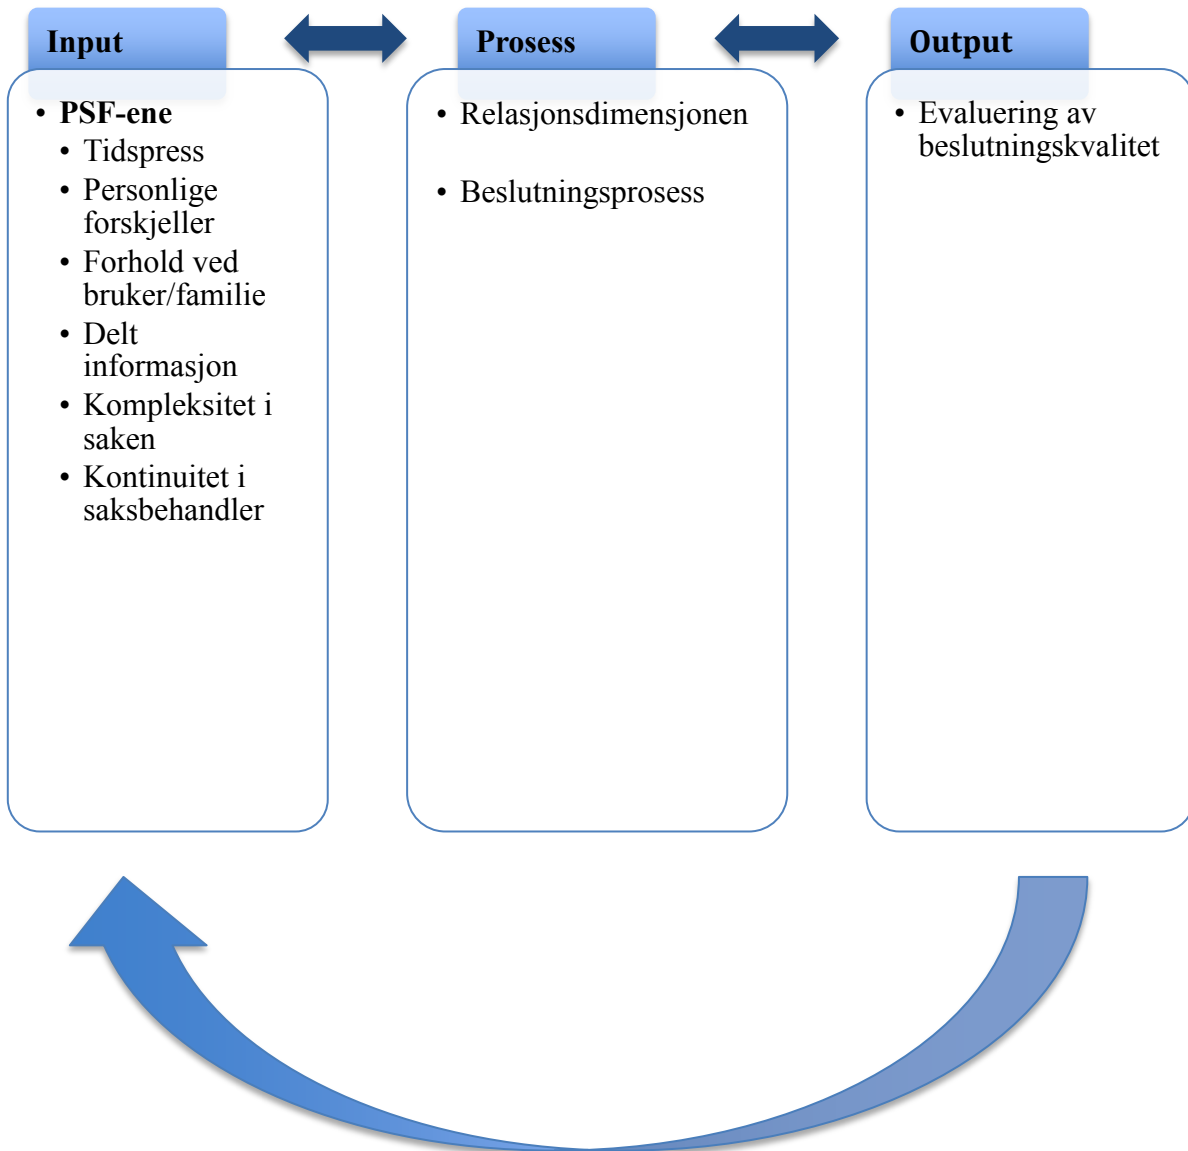 Input
• PSF-ene
• Tidspress
• Personlige
forskjeller
• Forhold ved
bruker/familie
• Delt
informasjon
• Kompleksitet i
saken
• Kontinuitet i
saksbehandler
Prosess
• Relasjonsdimensjonen
• Beslutningsprosess
Output
• Evaluering av
beslutningskvalitet